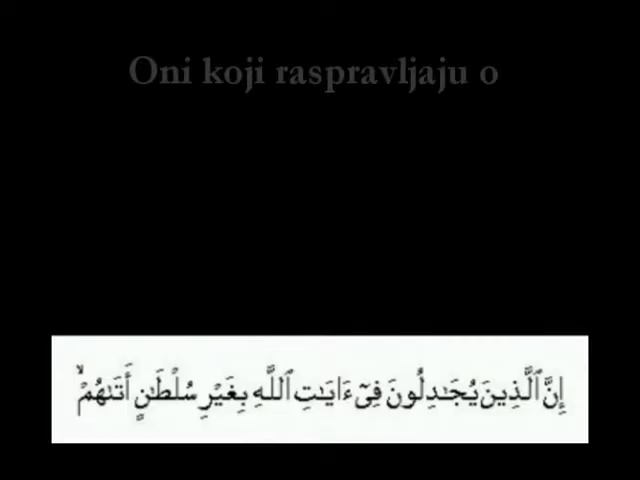 Oni koji raspravljaju o
إِنَّ ٱلَّذِينَ يُجَـٰدِلُونَ فِىٓ ءَايَـٰتِ ٱللَّهِ بِغَيْرِ سُلْطَـٰنٍ أَتَىٰهُمْ ۙ